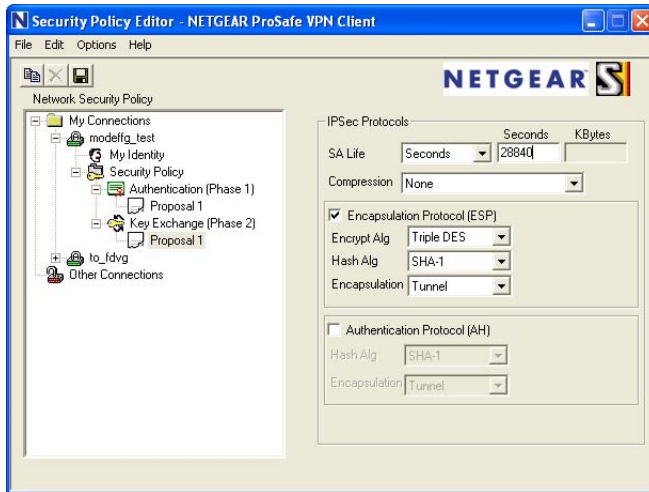 Security Policy Editor - NETGEAR ProSafe VPN Client
File Edit Options Help
NETGEAR
Network Security Policy
My Connections
modeffg_test
My Identity
Security Policy
Authentication (Phase 1)
Proposal 1
Key Exchange (Phase 2)
Proposal 1
to_fdvg
Other Connections
IPSec Protocols
Seconds KBytes
SA Life Seconds 28840
Compression None
Encapsulation Protocol (ESP)
Encrypt Alg Triple DES
Hash Alg SHA-1
Encapsulation Tunnel
Authentication Protocol (AH)
Hash Alg SHA-1
Encapsulation Tunnel